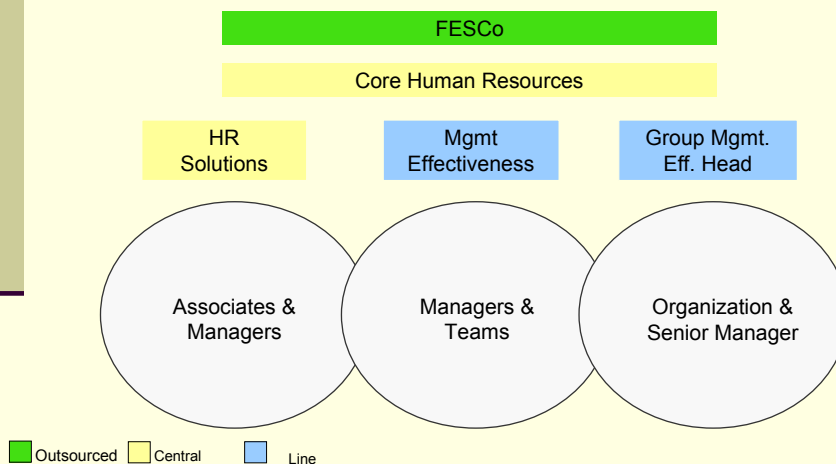 FESCo
Core Human Resources
HR
Solutions
Mgmt
Effectiveness
Group Mgmt.
Eff. Head
Associates &
Managers
Managers &
Teams
Organization &
Senior Manager
Outsourced
Central
Line